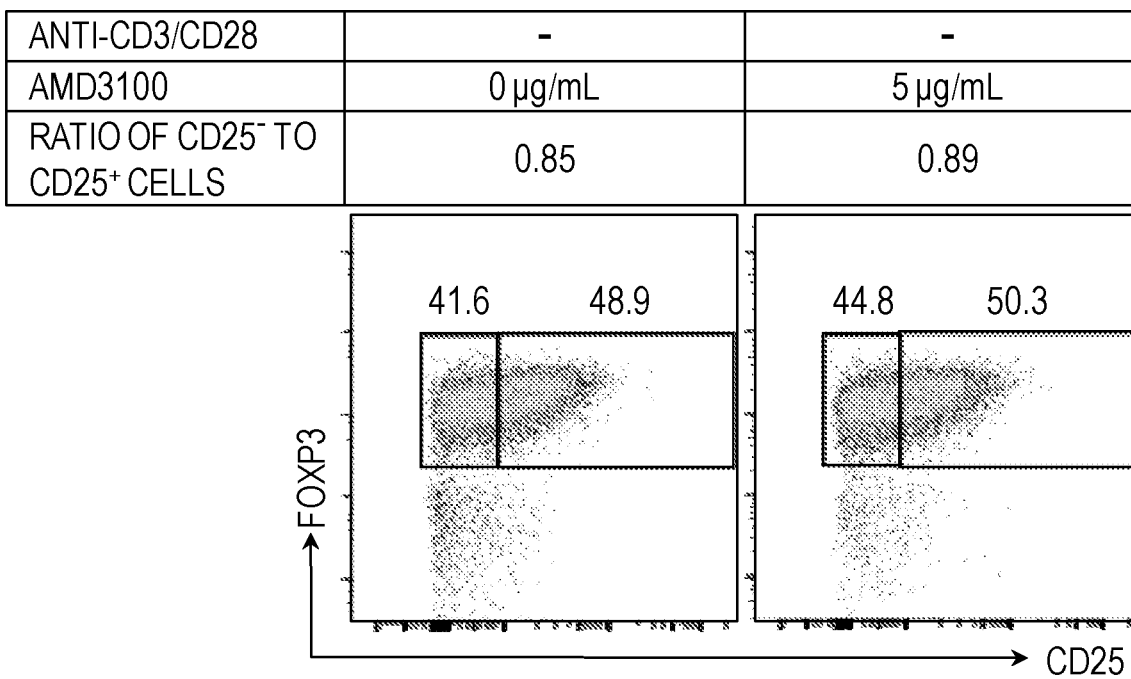 ANTI-CD3/CD28 - -
AMD3100 0 µg/mL 5 µg/mL
RATIO OF CD25⁻ TO
CD25⁺ CELLS 0.85 0.89
41.6 48.9 44.8 50.3
FOXP3
CD25